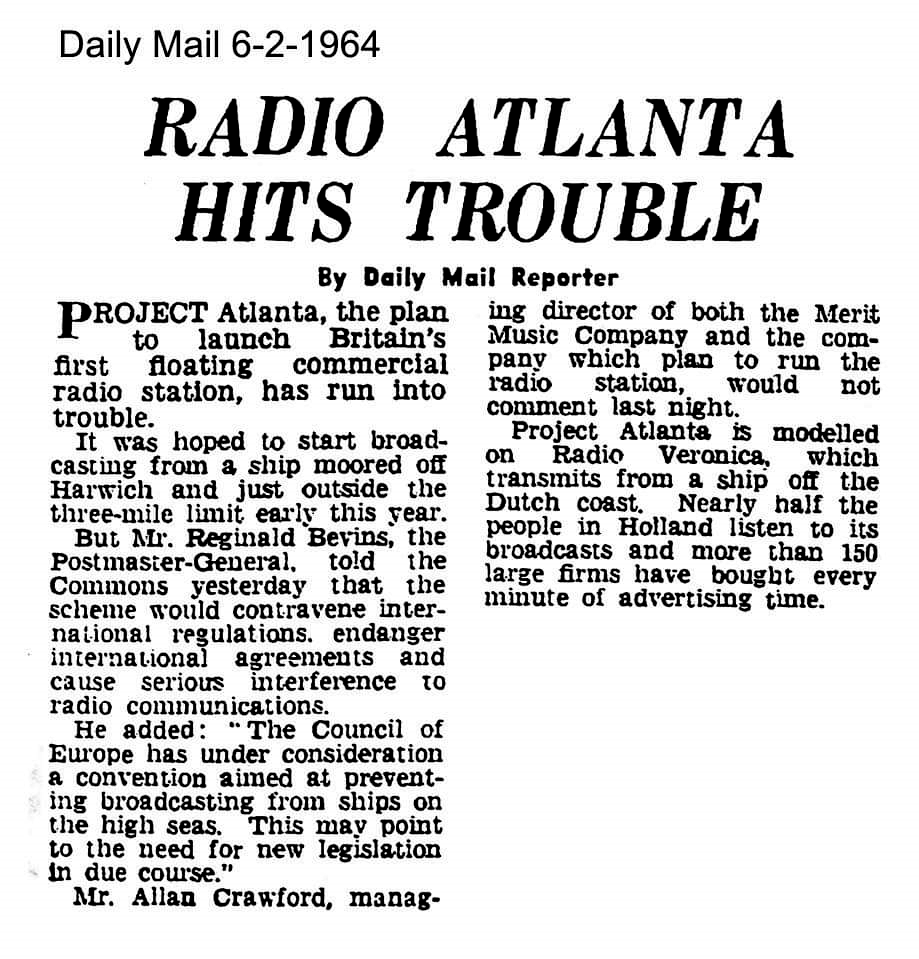 Daily Mail 6-2-1964
RADIO ATLANTA
HITS TROUBLE
By Daily Mail Reporter
PROJECT Atlanta, the plan
to launch Britain's
first floating commercial
radio station, has run into
trouble.
It was hoped to start broad-
casting from a ship moored off
Harwich and just outside the
three-mile limit early this year.
But Mr. Reginald Bevins, the
Postmaster-General, told the
Commons yesterday that the
scheme would contravene inter-
national regulations, endanger
international agreements and
cause serious interference to
radio communications.
He added: "The Council of
Europe has under consideration
a convention aimed at prevent-
ing broadcasting from ships on
the high seas. This may point
to the need for new legislation
in due course."
Mr. Allan Crawford, manag-
ing director of both the Merit
Music Company and the com-
pany which plan to run the
radio station, would not
comment last night.
Project Atlanta is modelled
on Radio Veronica, which
transmits from a ship off the
Dutch coast. Nearly half the
people in Holland listen to its
broadcasts and more than 150
large firms have bought every
minute of advertising time.